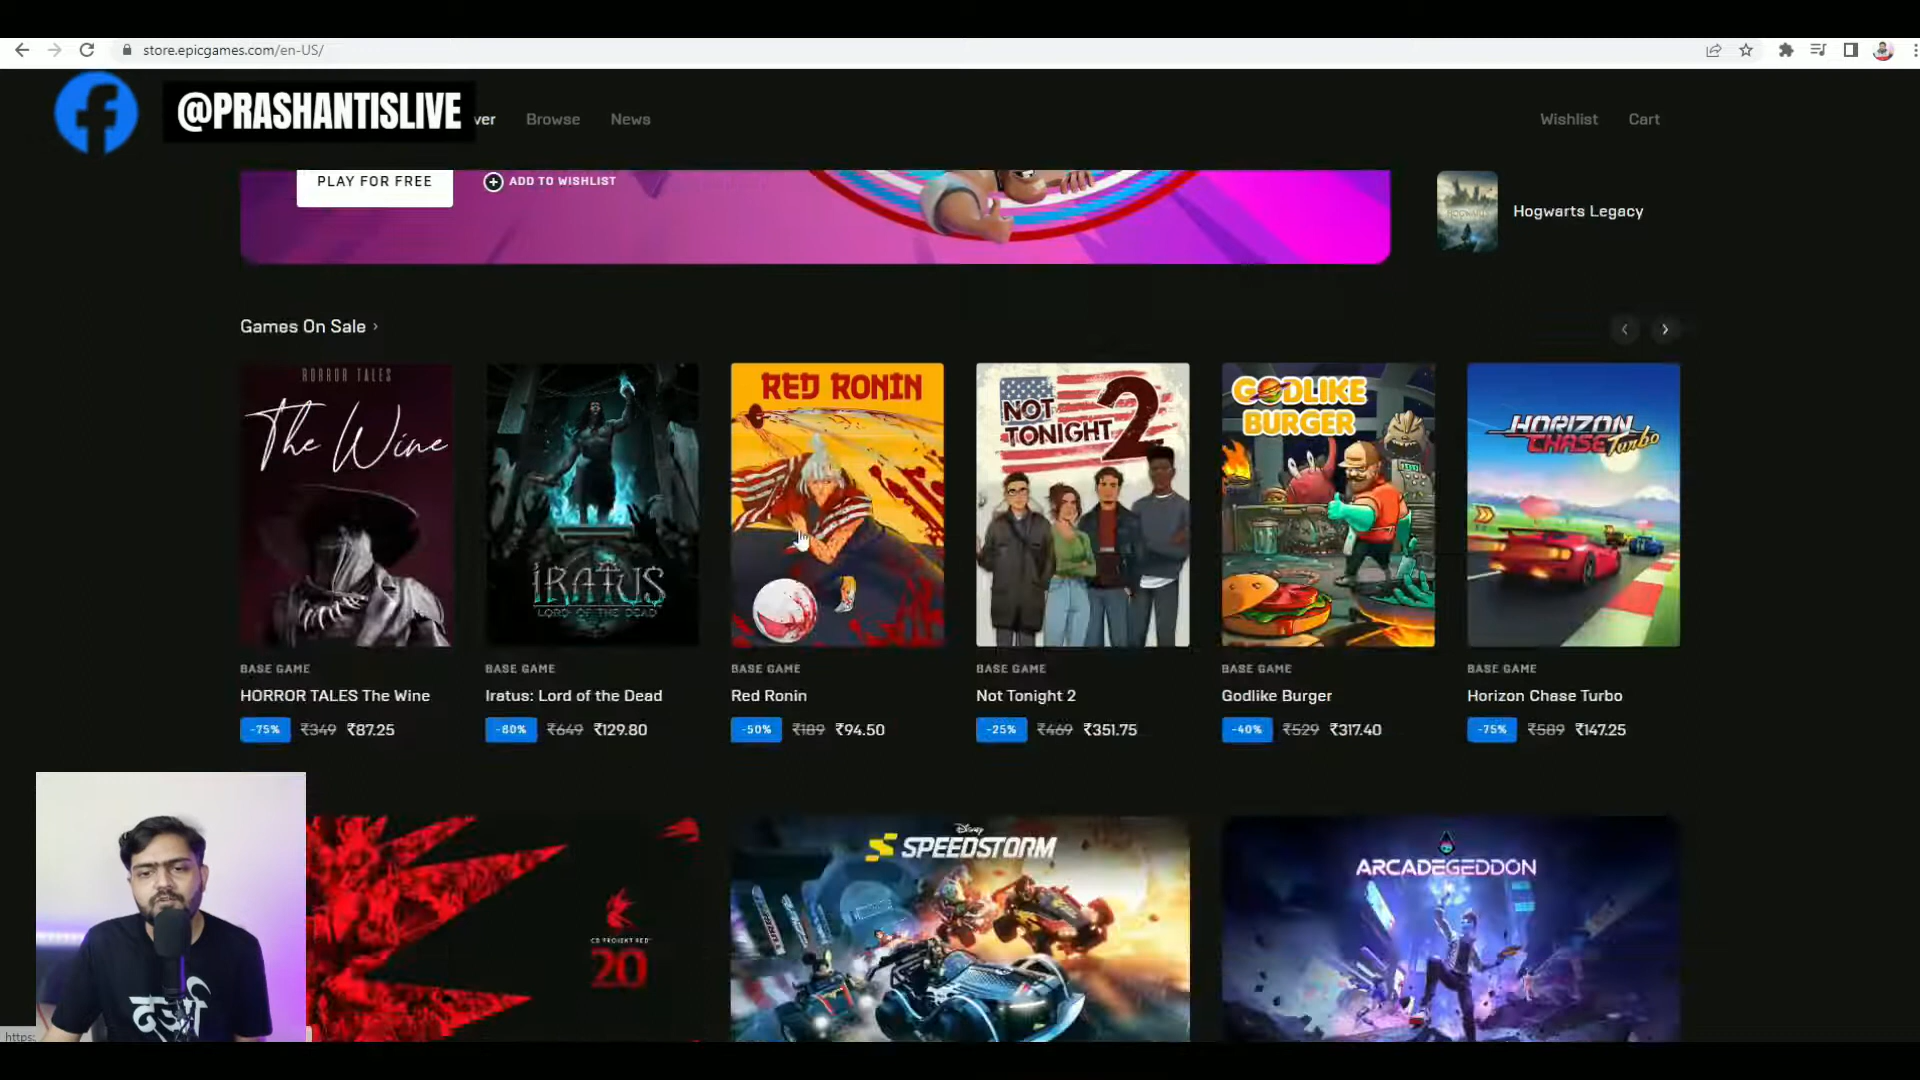 store.epicgames.com/en-US/
@PRASHANTISLIVE
ver
Browse
News
Wishlist
Cart
PLAY FOR FREE
ADD TO WISHLIST
Hogwarts Legacy
Games On Sale
HORROR TALES
The Wine
IRATUS
LORD OF THE DEAD
RED RONIN
NOT TONIGHT 2
GODLIKE BURGER
HORIZON CHASE Turbo
BASE GAME
HORROR TALES The Wine
-75% ₹349 ₹87.25
BASE GAME
Iratus: Lord of the Dead
-80% ₹649 ₹129.80
BASE GAME
Red Ronin
-50% ₹189 ₹94.50
BASE GAME
Not Tonight 2
-25% ₹469 ₹351.75
BASE GAME
Godlike Burger
-40% ₹529 ₹317.40
BASE GAME
Horizon Chase Turbo
-75% ₹589 ₹147.25
CD PROJEKT RED
20
Disney
SPEEDSTORM
ARCADEGEDDON
https: